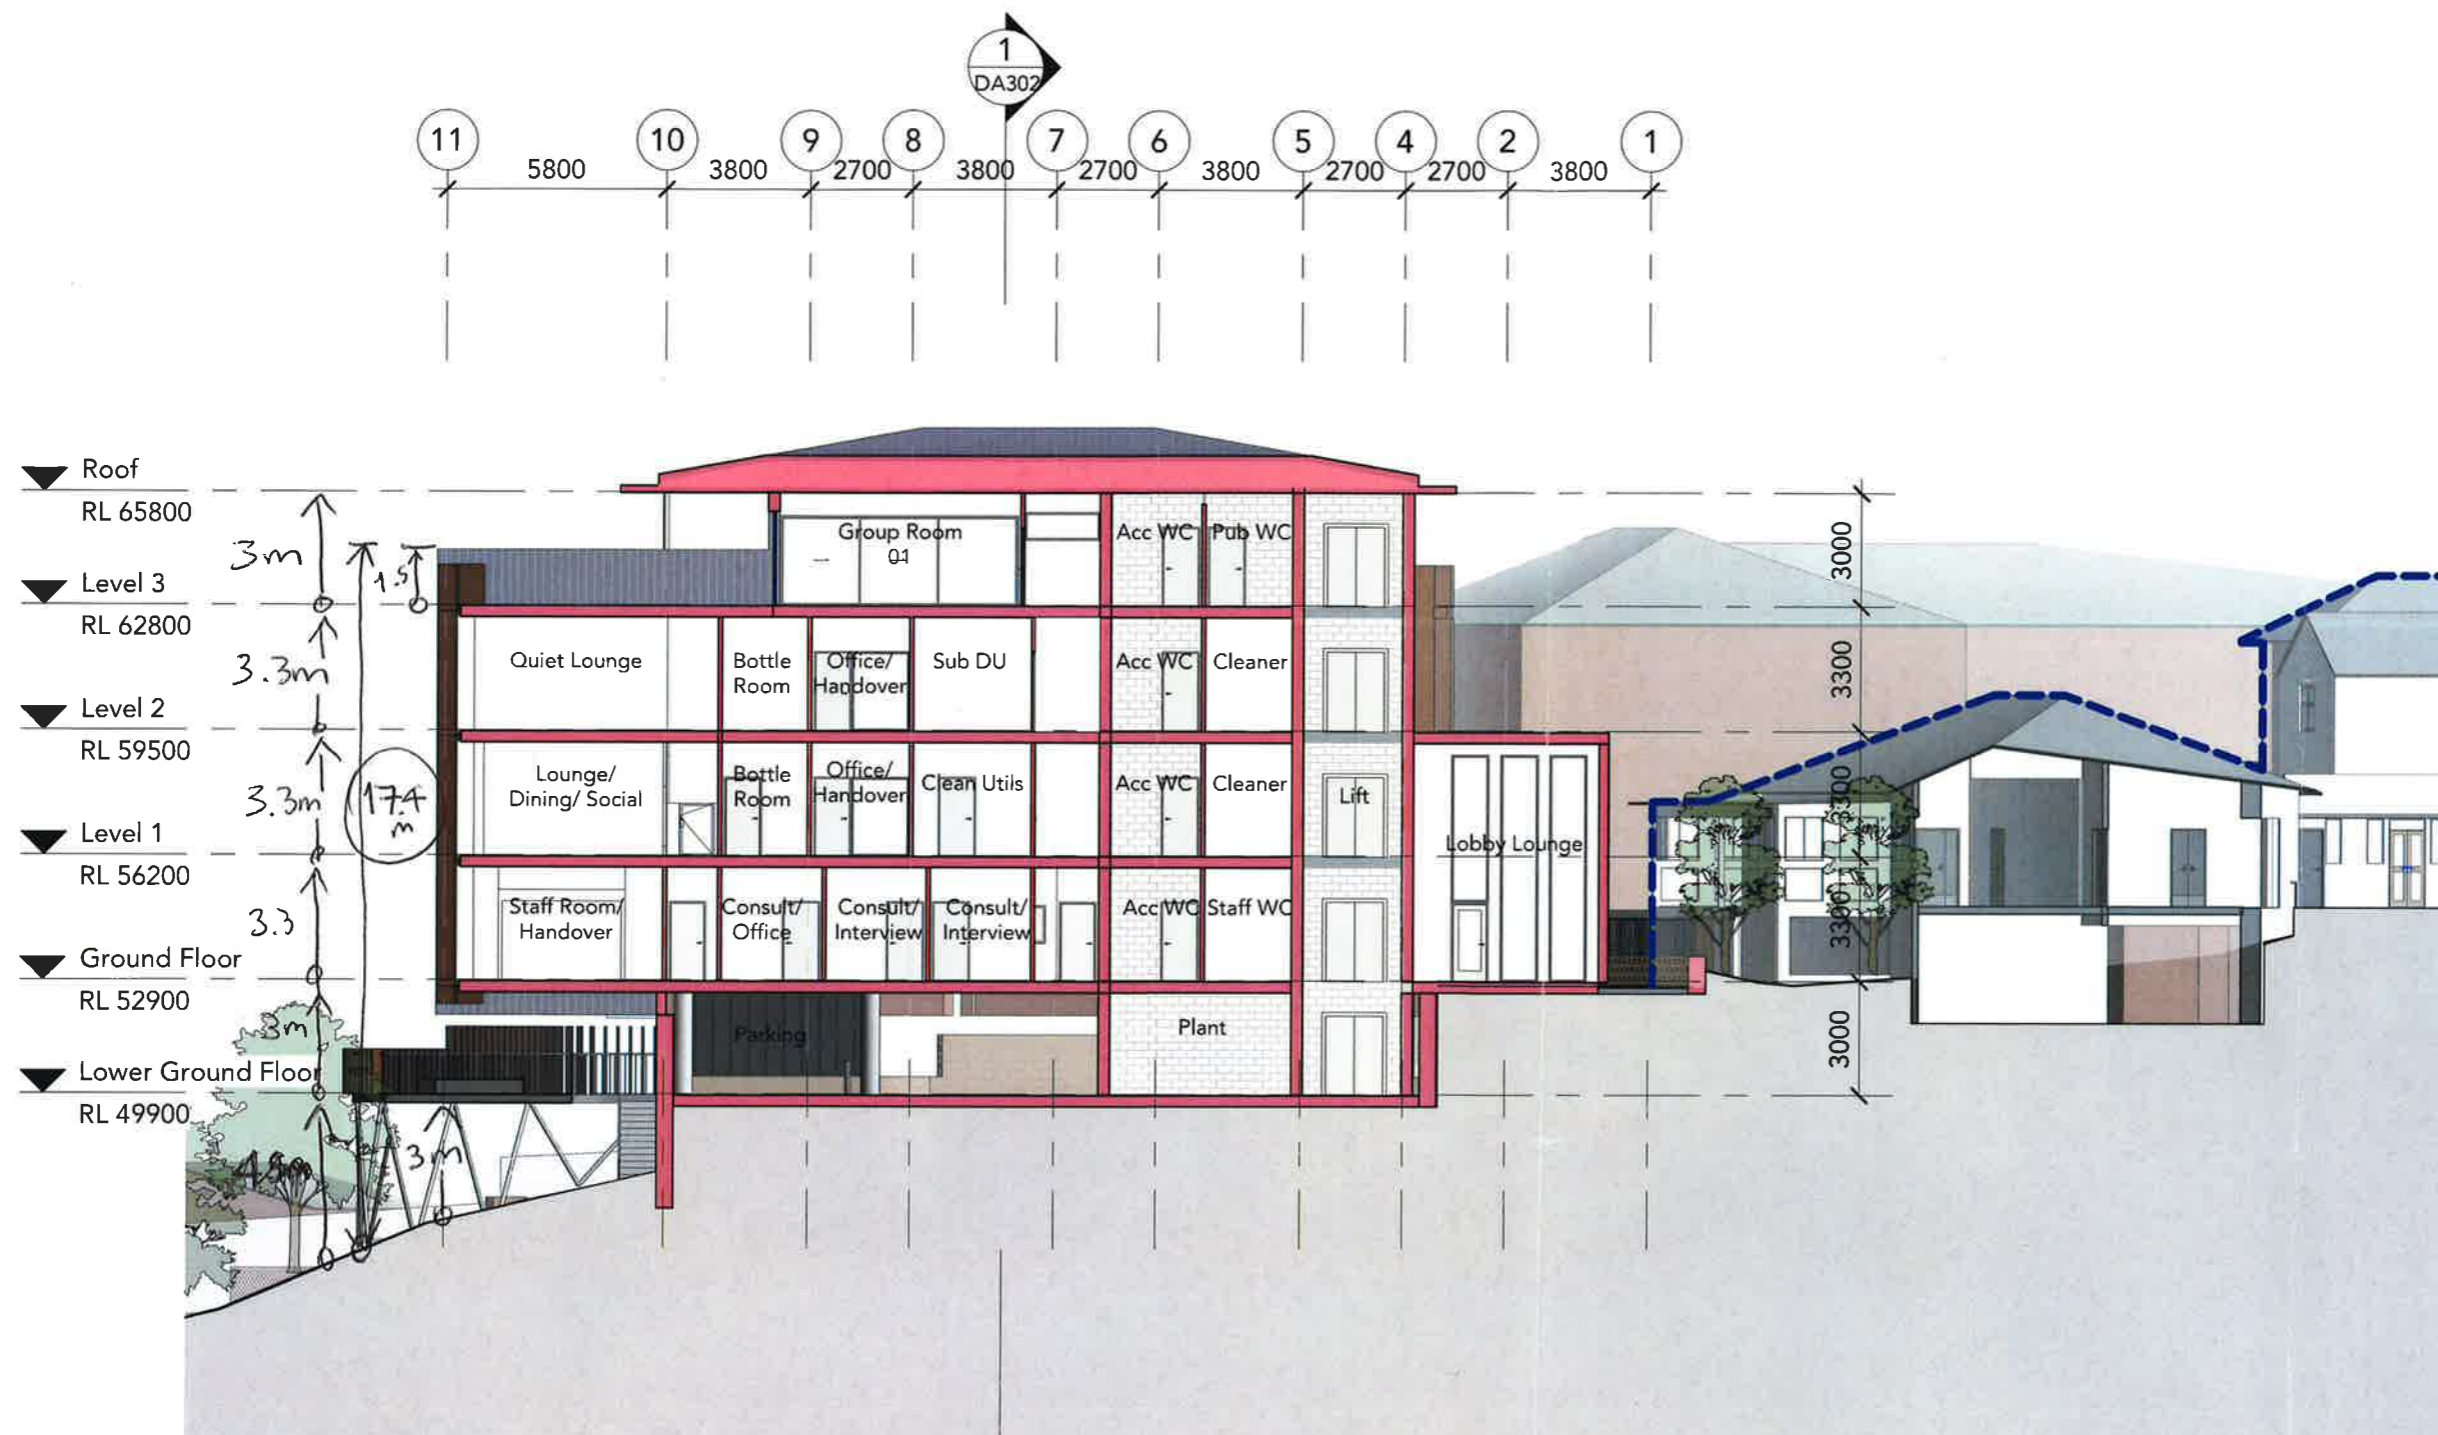 1
DA302
11 10 9 8 7 6 5 4 2 1
5800 3800 2700 3800 2700 3800 2700 2700 3800
Roof
RL 65800
3m
3000
Level 3
RL 62800
1.5
3.3m
3300
Level 2
RL 59500
3.3m
17.4
m
3300
Level 1
RL 56200
3.3
3300
Ground Floor
RL 52900
3m
3000
Lower Ground Floor
RL 49900
3m
Group Room
01
Acc WC
Pub WC
Quiet Lounge
Bottle
Room
Office/
Handover
Sub DU
Acc WC
Cleaner
Lounge/
Dining/ Social
Bottle
Room
Office/
Handover
Clean Utils
Acc WC
Cleaner
Lift
Lobby Lounge
Staff Room/
Handover
Consult/
Office
Consult/
Interview
Consult/
Interview
Acc WC
Staff WC
Parking
Plant